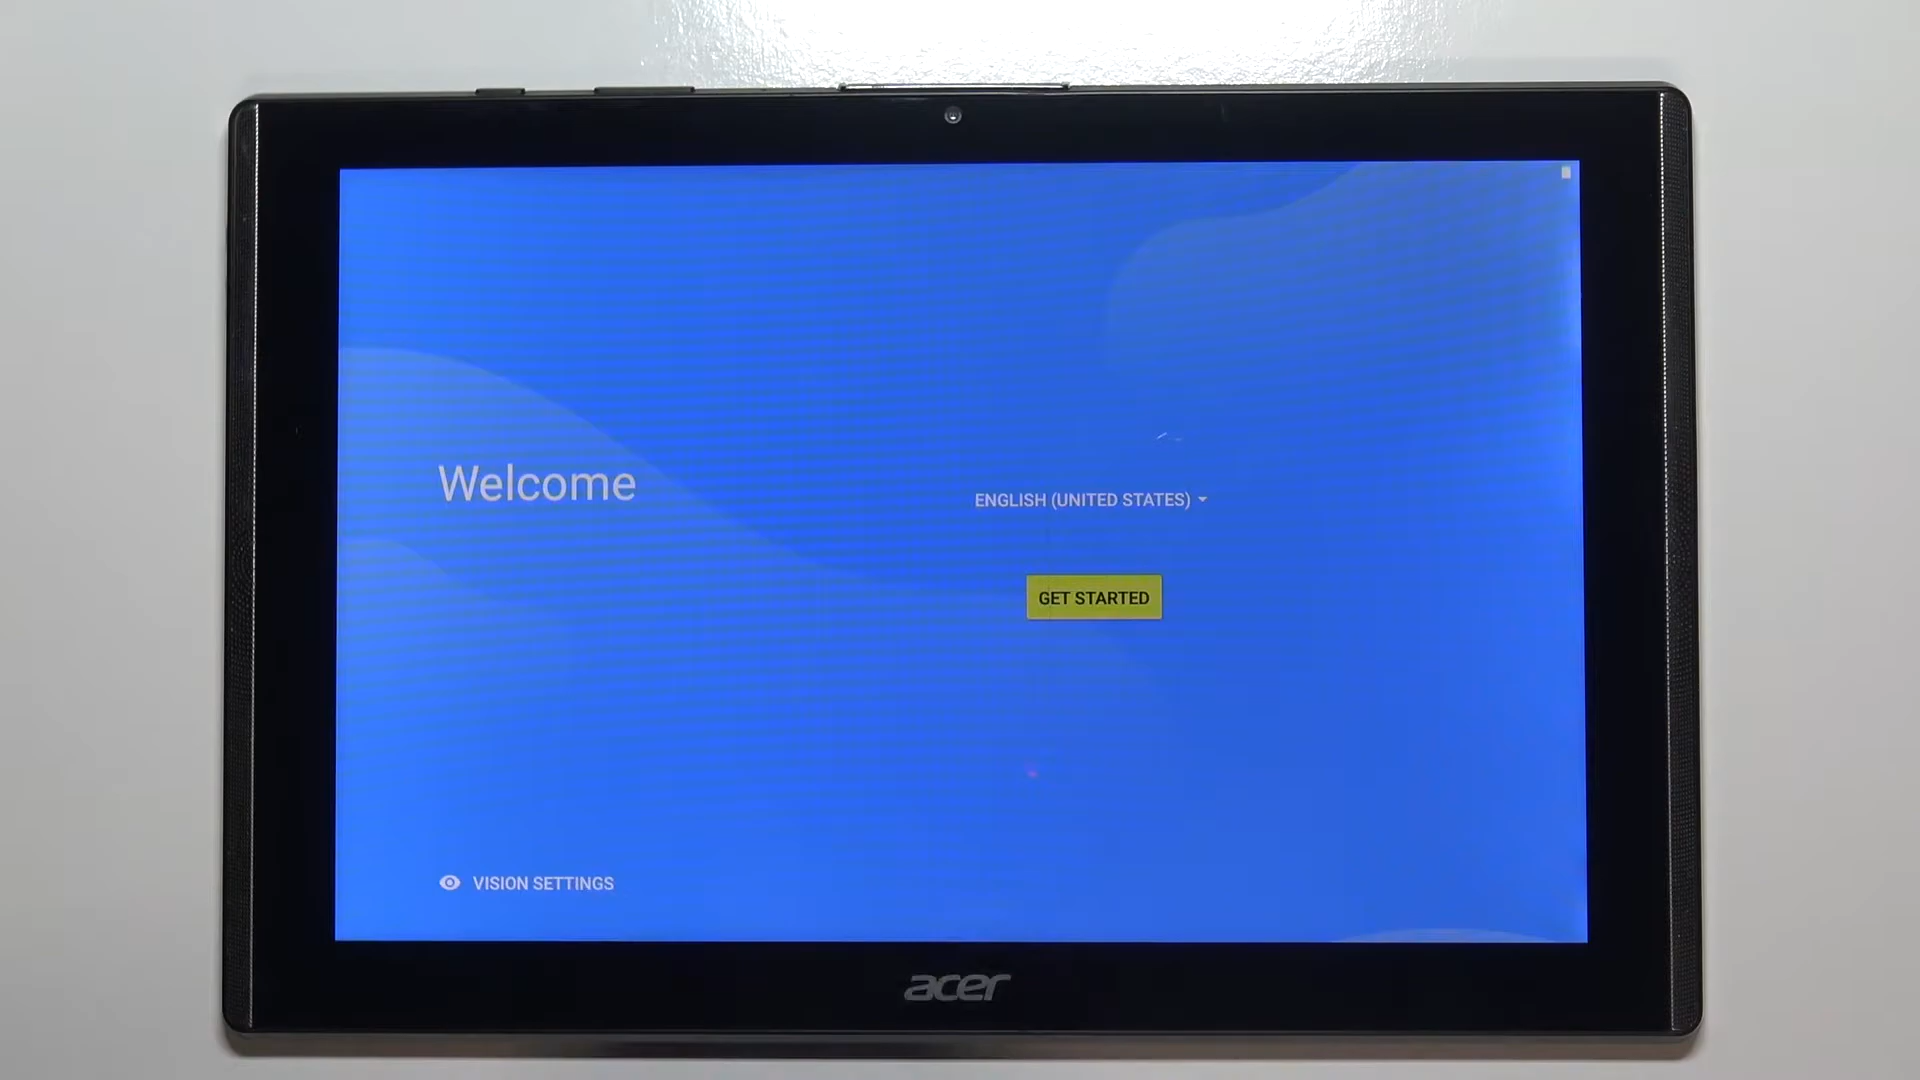 Welcome
ENGLISH (UNITED STATES)
GET STARTED
VISION SETTINGS
acer